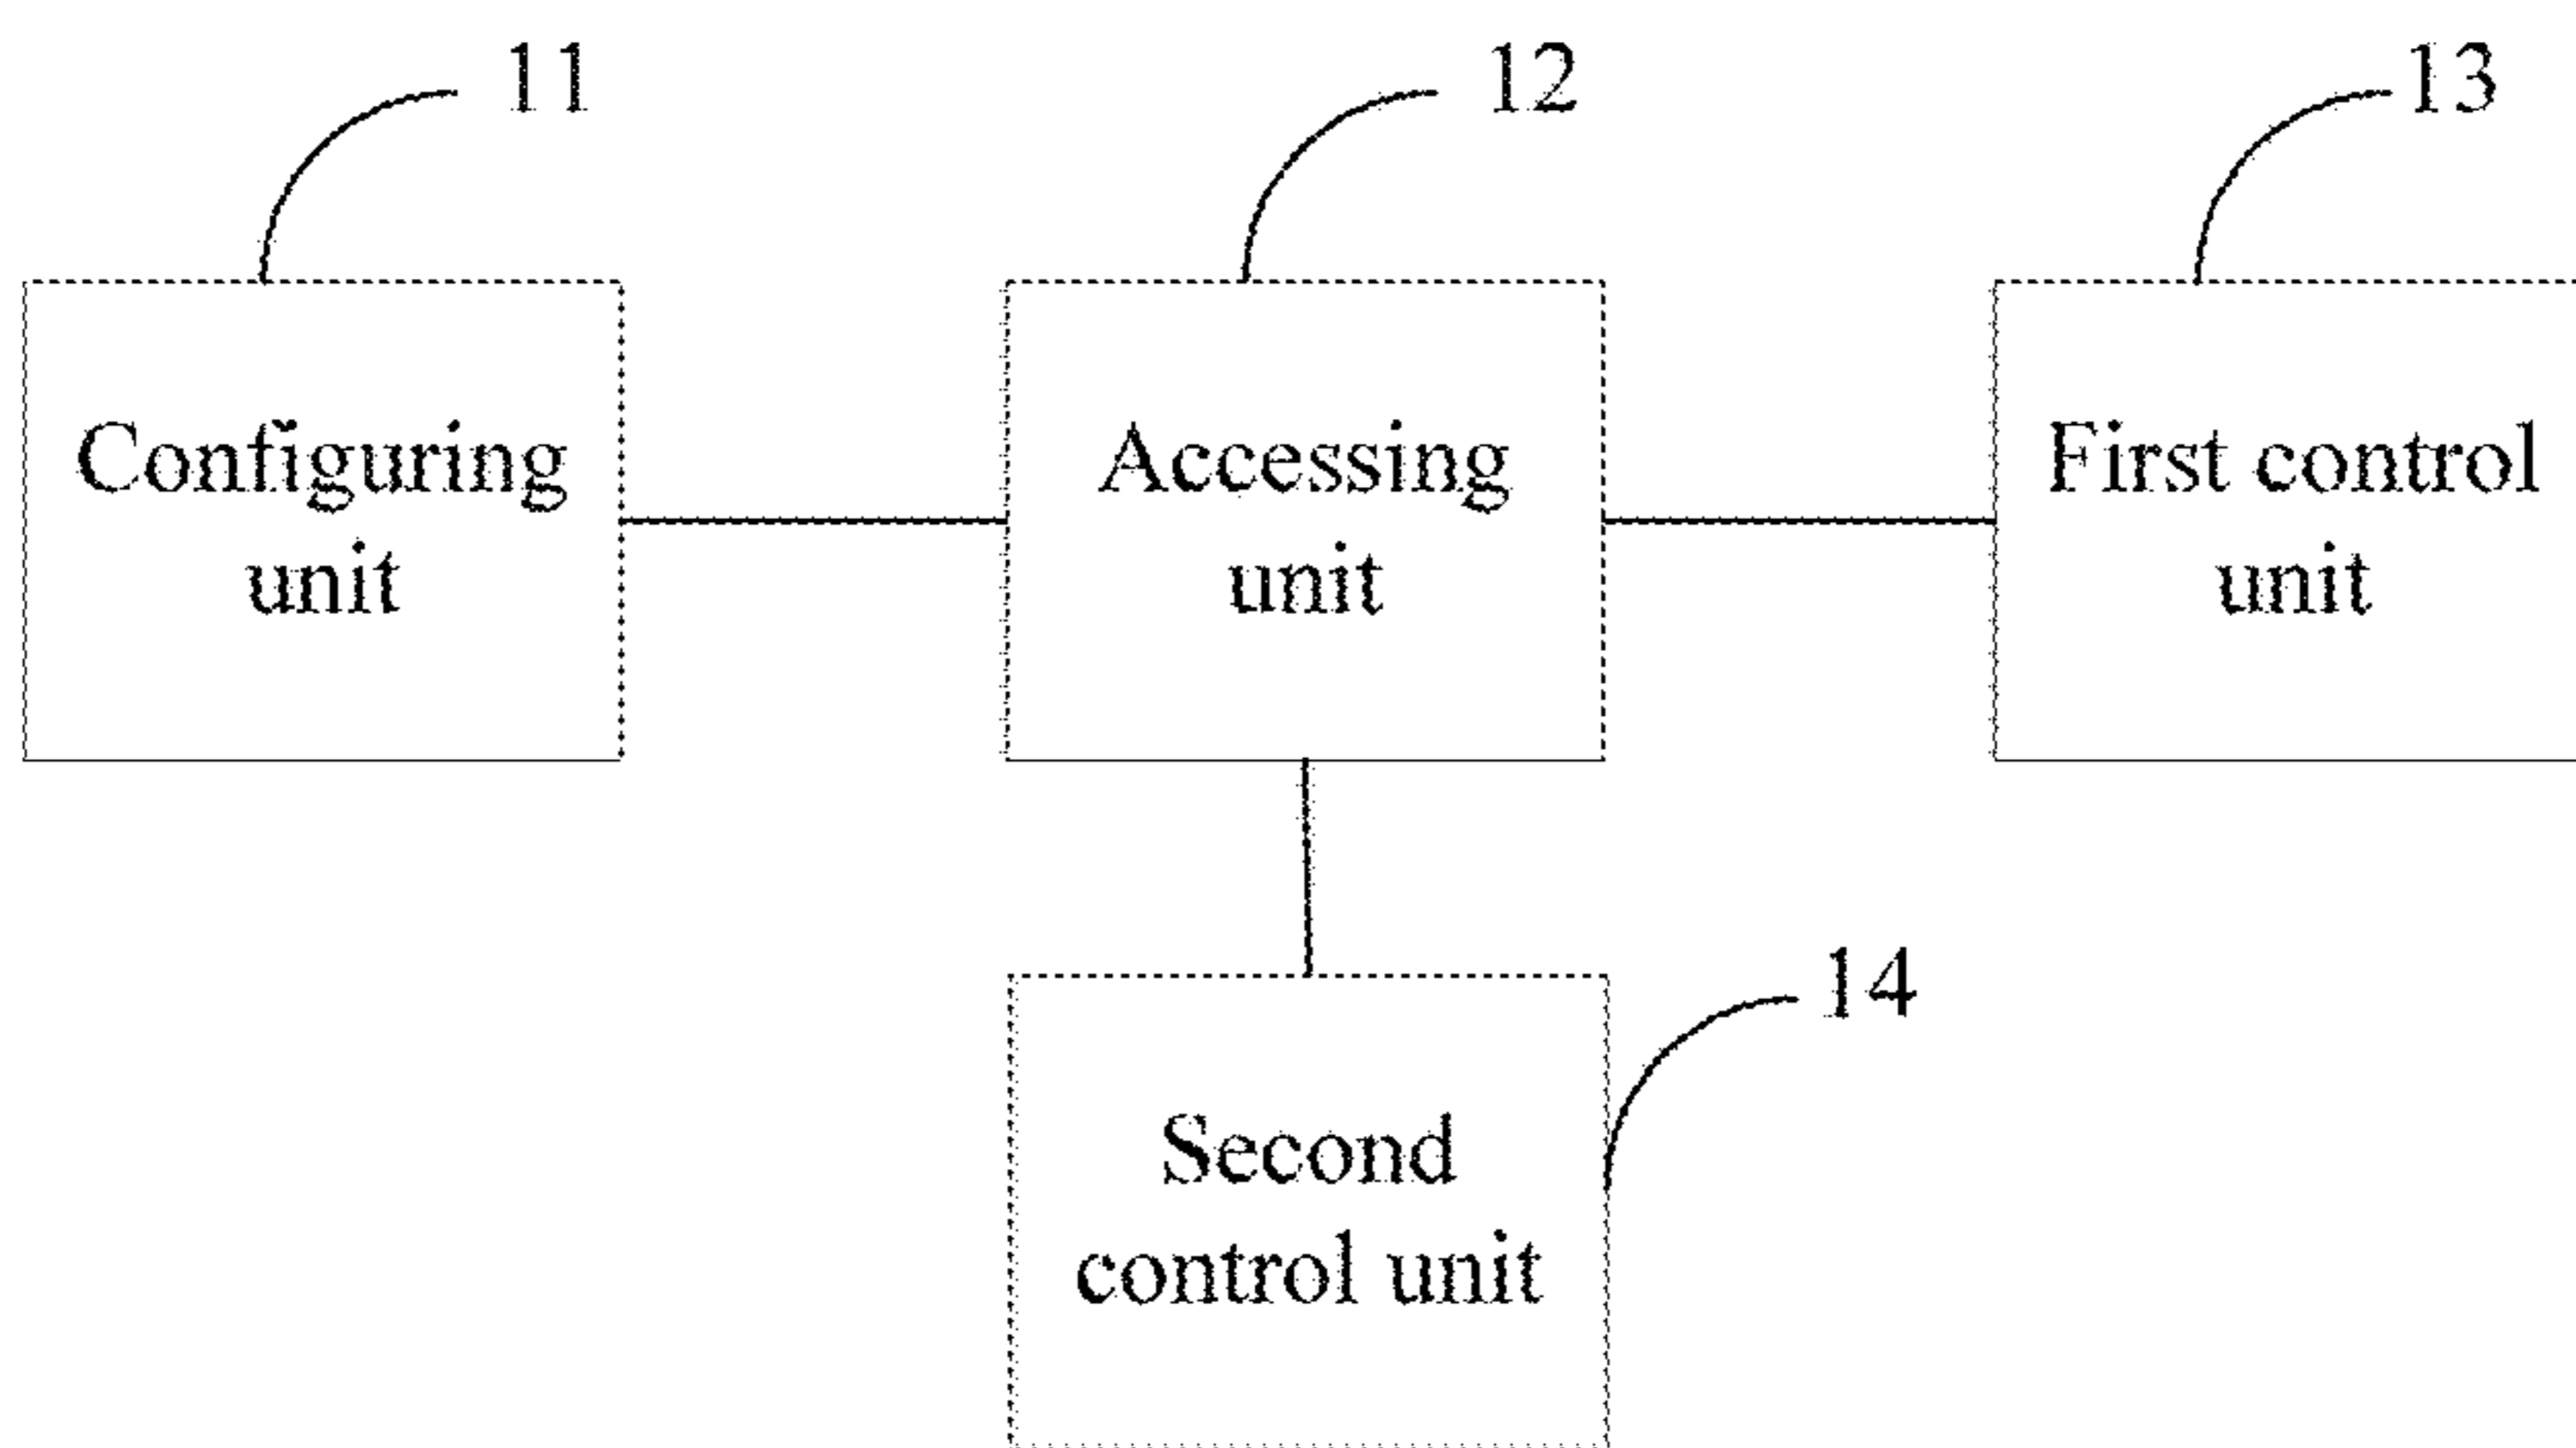 11
12
13
Configuring
unit
Accessing
unit
First control
unit
14
Second
control unit